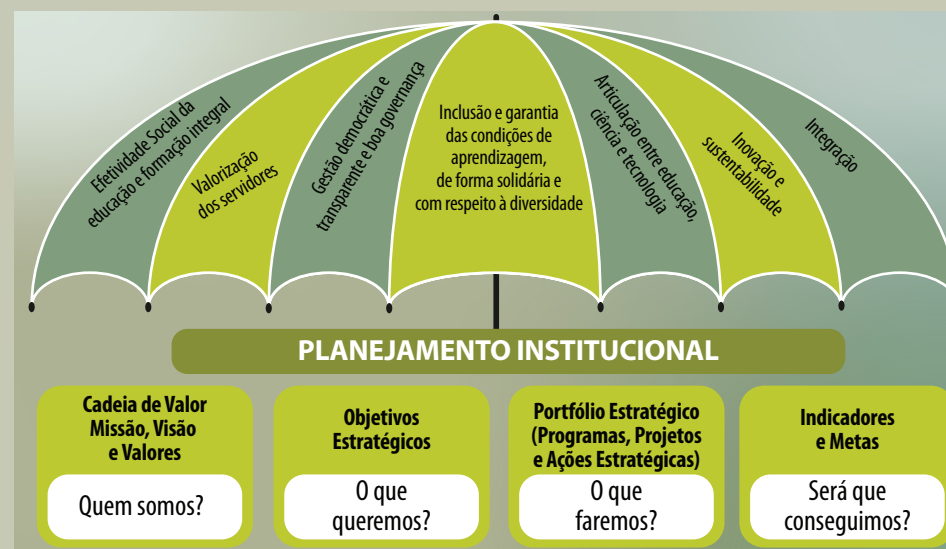 Efetividade Social da
educação e formação integral
Valorização
dos servidores
Gestão democrática e
transparente e boa governança
Inclusão e garantia
das condições de
aprendizagem,
de forma solidária e
com respeito à diversidade
Articulação entre educação,
ciência e tecnologia
Inovação e
sustentabilidade
Integração
PLANEJAMENTO INSTITUCIONAL
Cadeia de Valor
Missão, Visão
e Valores
Quem somos?
Objetivos
Estratégicos
O que
queremos?
Portfólio Estratégico
(Programas, Projetos
e Ações Estratégicas)
O que
faremos?
Indicadores
e Metas
Será que
conseguimos?